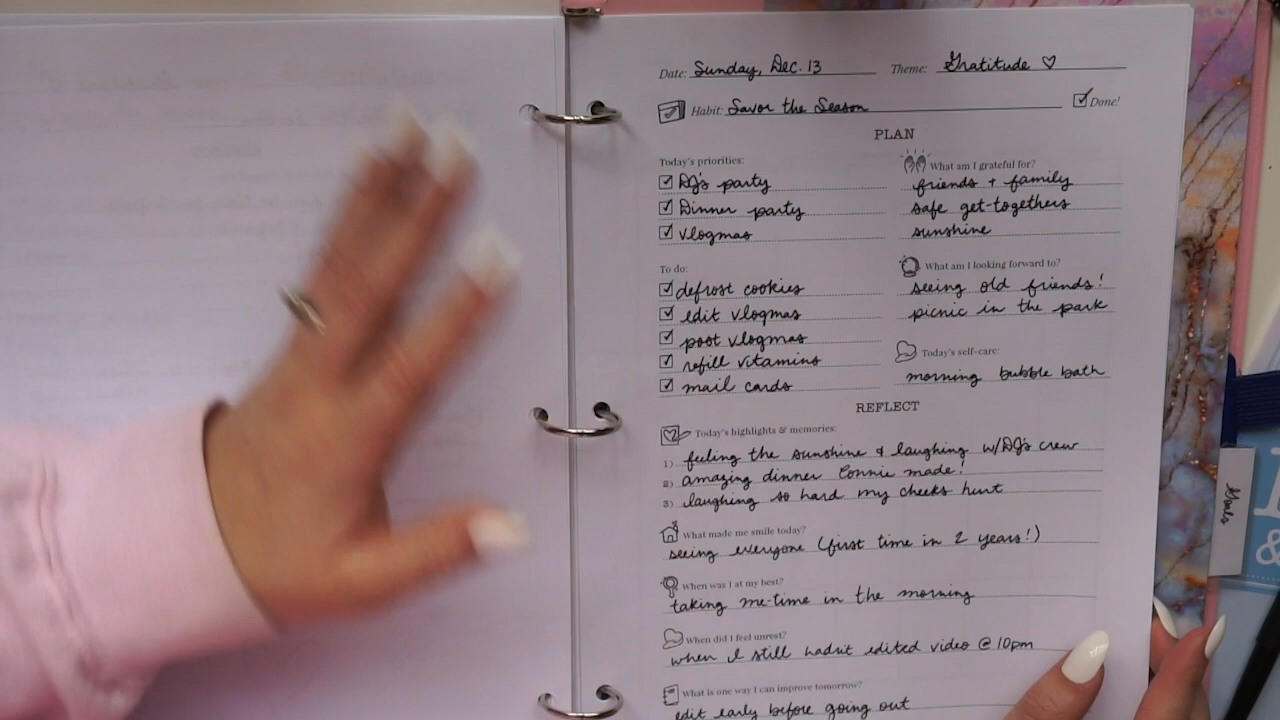 Date: Sunday, Dec. 13 Theme: Gratitude ♡
Habit: Savor the Season Done!
PLAN
Today's priorities:
DJ's party
Dinner party
vlogmas
To do:
defrost cookies
edit vlogmas
post vlogmas
refill vitamins
mail cards
What am I grateful for?
friends + family
safe get-togethers
sunshine
What am I looking forward to?
seeing old friends!
picnic in the park
Today's self-care:
morning bubble bath
REFLECT
Today's highlights & memories:
1) feeling the sunshine & laughing w/DJ's crew
2) amazing dinner Connie made!
3) laughing so hard my cheeks hurt
What made me smile today?
seeing everyone (first time in 2 years!)
When was I at my best?
taking me-time in the morning
When did I feel unrest?
when I still hadn't edited video @ 10pm
What is one way I can improve tomorrow?
edit early before going out
Goals
&